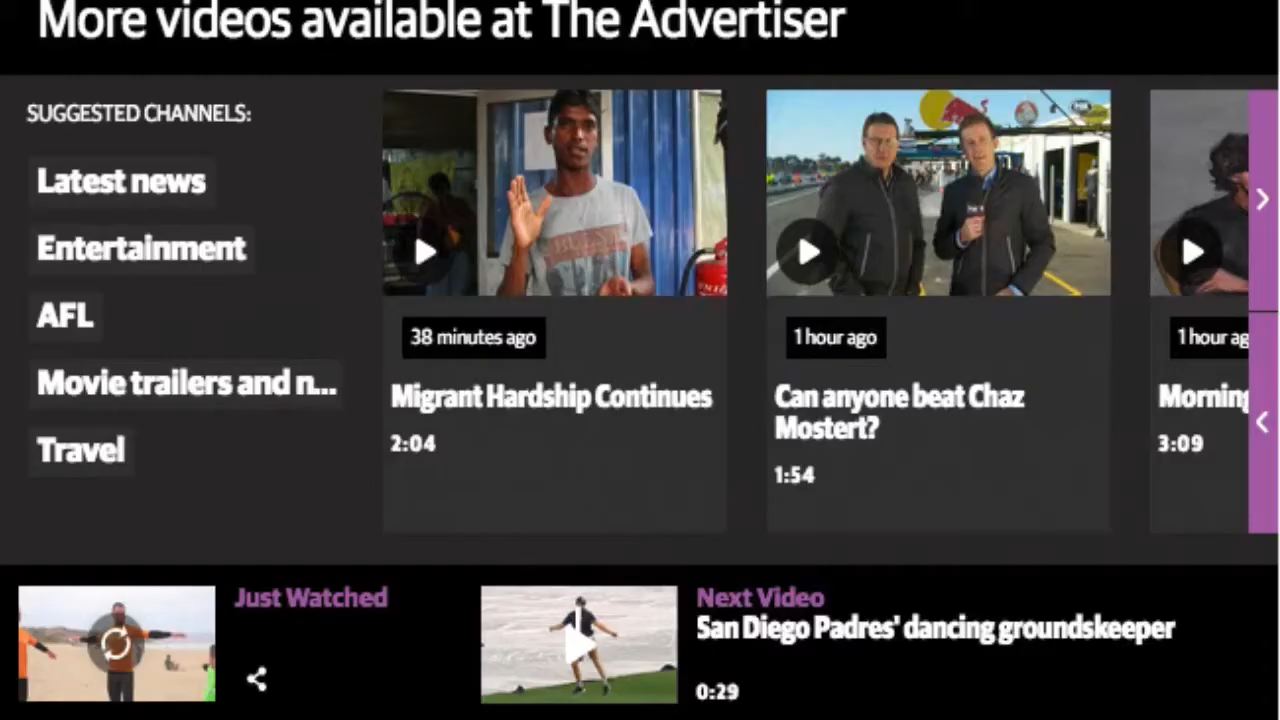 More videos available at The Advertiser
SUGGESTED CHANNELS:
Latest news
Entertainment
AFL
Movie trailers and n...
Travel
38 minutes ago
Migrant Hardship Continues
2:04
1 hour ago
Can anyone beat Chaz
Mostert?
1:54
1 hour ag
Morning
3:09
Just Watched
Next Video
San Diego Padres' dancing groundskeeper
0:29